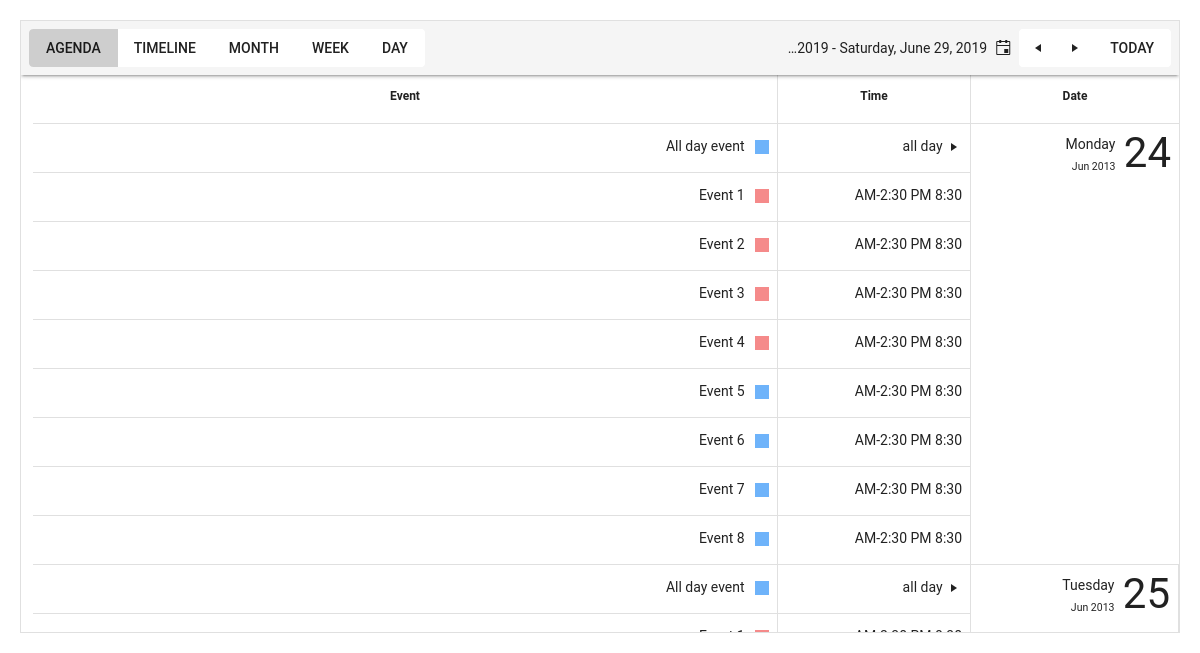 AGENDA TIMELINE MONTH WEEK DAY ...2019 - Saturday, June 29, 2019 TODAY
Event Time Date
All day event all day Monday 24
Jun 2013
Event 1 AM-2:30 PM 8:30
Event 2 AM-2:30 PM 8:30
Event 3 AM-2:30 PM 8:30
Event 4 AM-2:30 PM 8:30
Event 5 AM-2:30 PM 8:30
Event 6 AM-2:30 PM 8:30
Event 7 AM-2:30 PM 8:30
Event 8 AM-2:30 PM 8:30
All day event all day Tuesday 25
Jun 2013